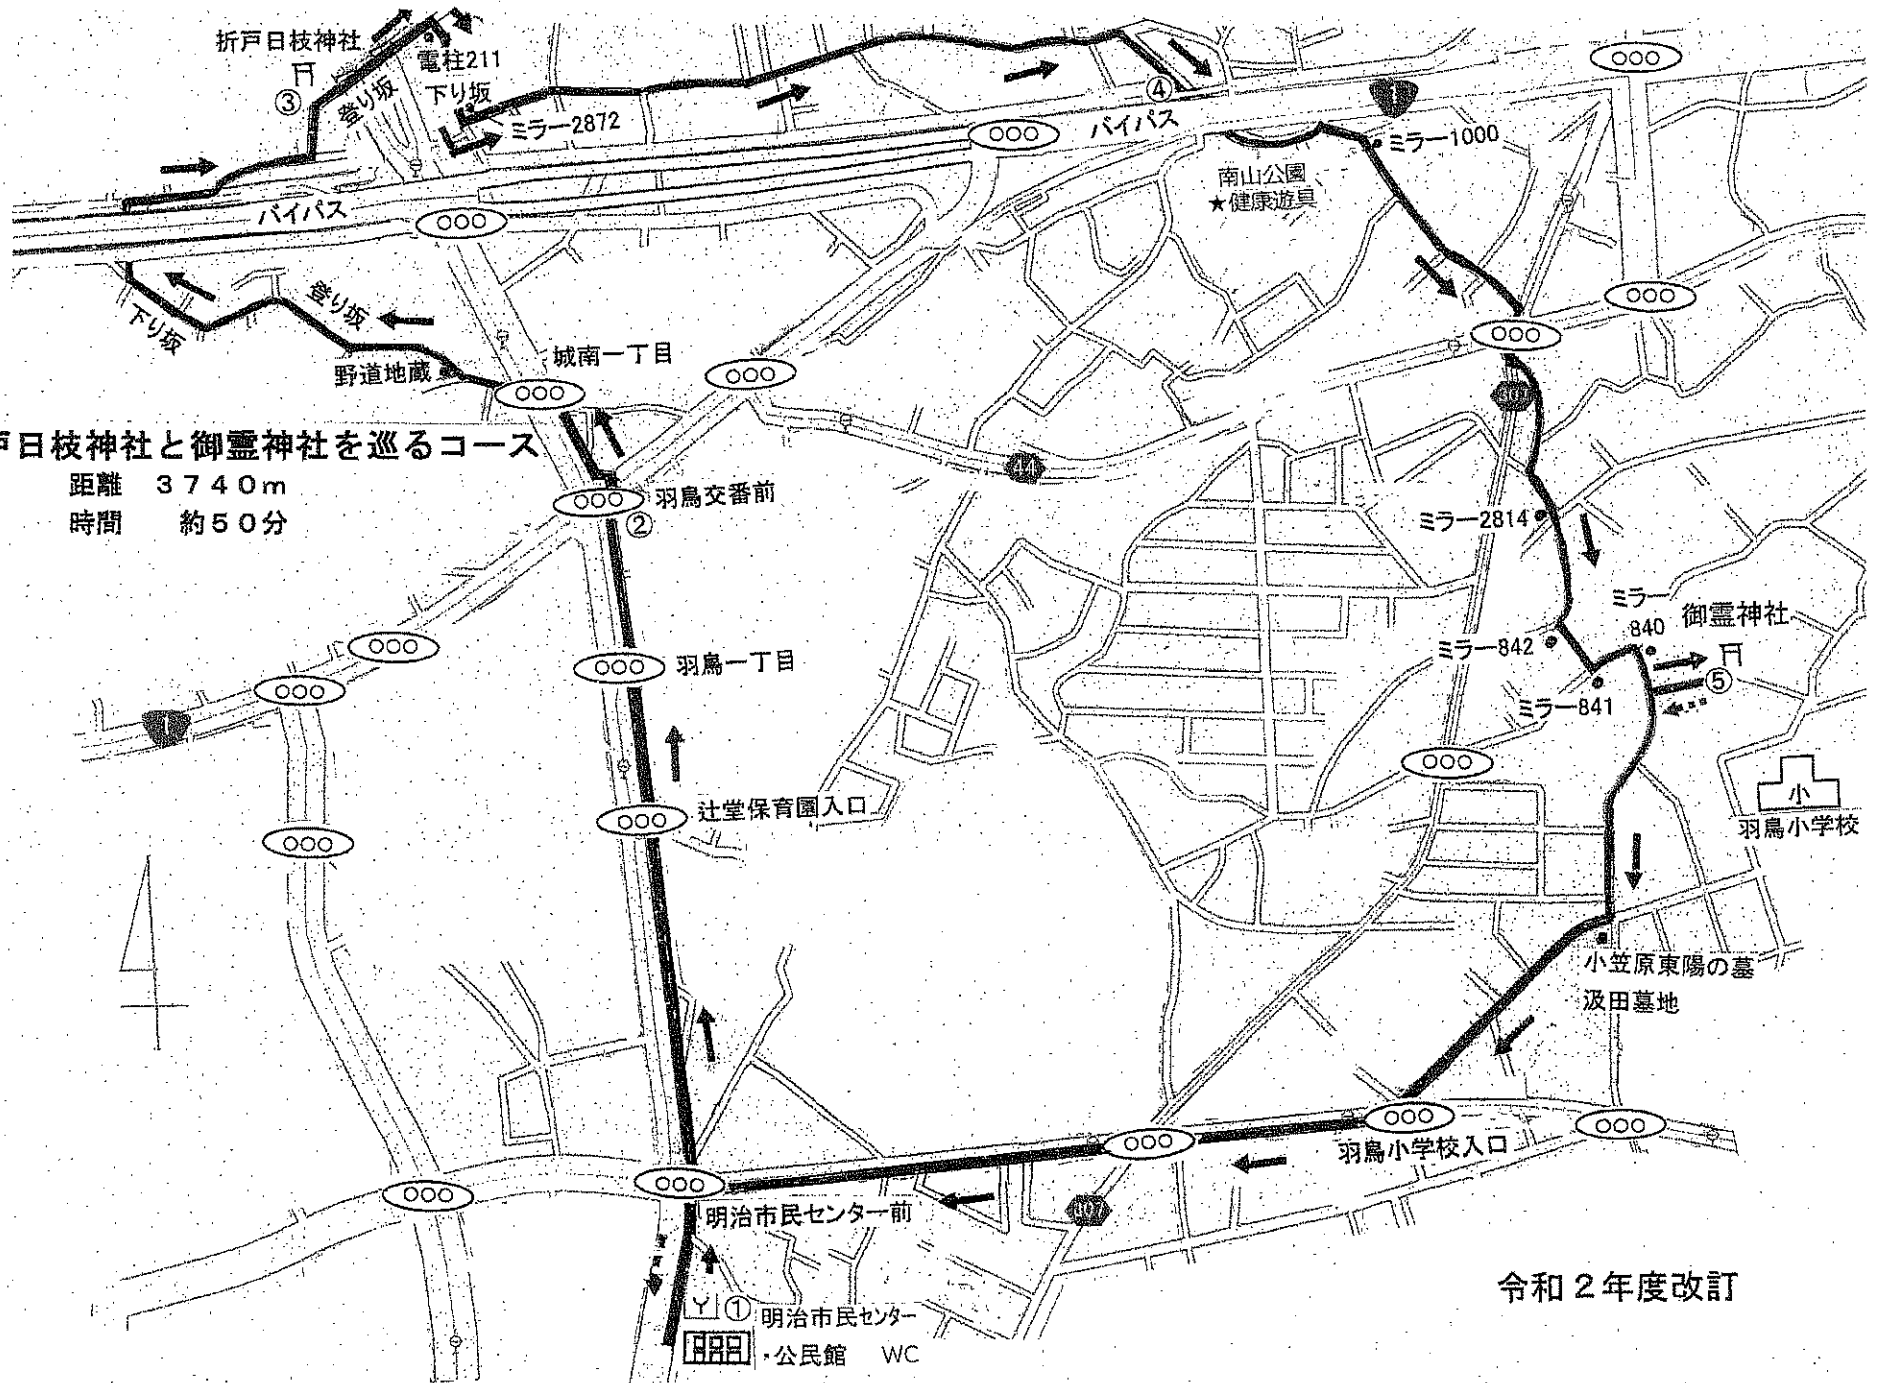 折戸日枝神社
③
登り坂
電柱211
下り坂
ミラー2872
④
バイパス
1
ミラー1000
南山公園
★健康遊具
バイパス
登り坂
下り坂
野道地蔵
城南一丁目
戸日枝神社と御霊神社を巡るコース
距離 3740m
時間 約50分
44
羽鳥交番前
②
ミラー2814
ミラー842
ミラー
840
御霊神社
⑤
ミラー841
羽鳥一丁目
1
辻堂保育園入口
小
羽鳥小学校
小笠原東陽の墓
汲田墓地
羽鳥小学校入口
明治市民センター前
407
① 明治市民センター
・公民館 WC
令和2年度改訂